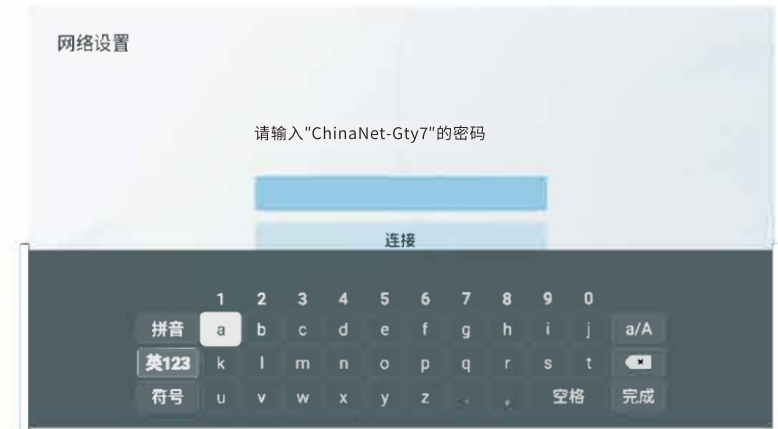 网络设置
请输入"ChinaNet-Gty7"的密码
连接
1 2 3 4 5 6 7 8 9 0
拼音 a b c d e f g h i j a/A
英123 k l m n o p q r s t
符号 u v w x y z 空格 完成